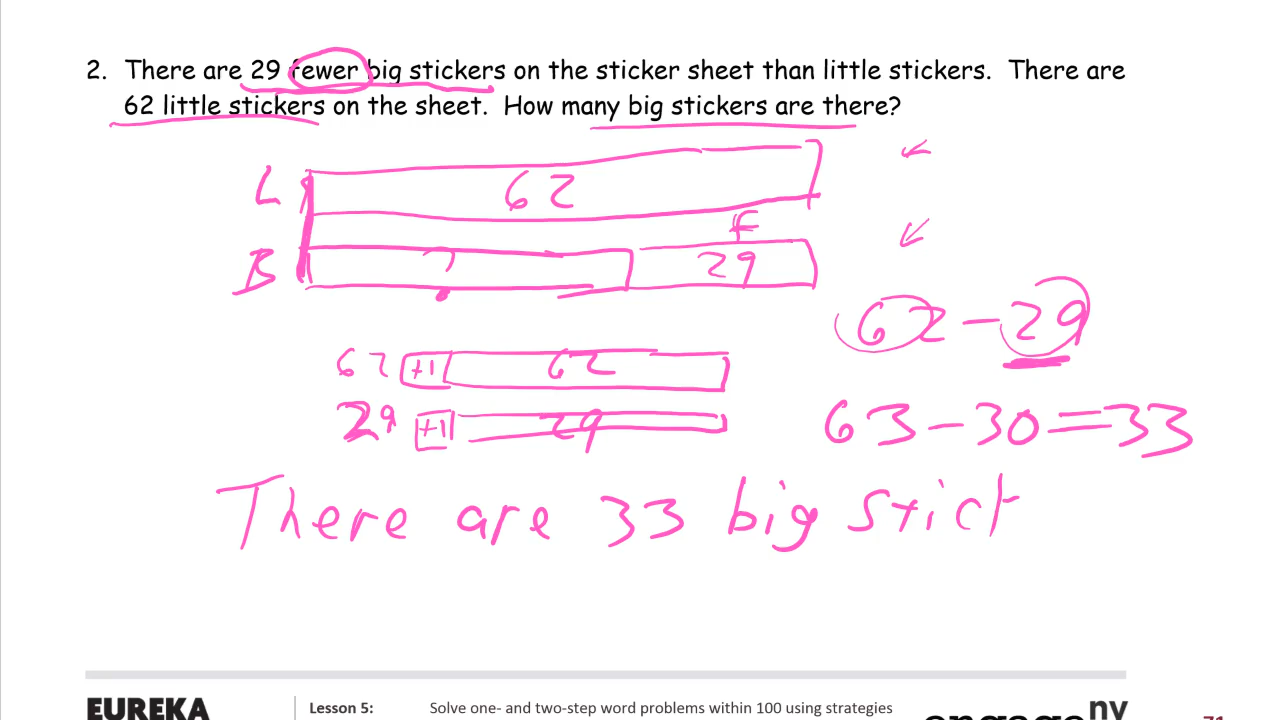 2. There are 29 fewer big stickers on the sticker sheet than little stickers. There are
62 little stickers on the sheet. How many big stickers are there?
L 62
F
B ? 29
62 - 29
62 +1 62
29 +1 29
63 - 30 = 33
There are 33 big stick
EUREKA Lesson 5: Solve one- and two-step word problems within 100 using strategies
engage ny 71